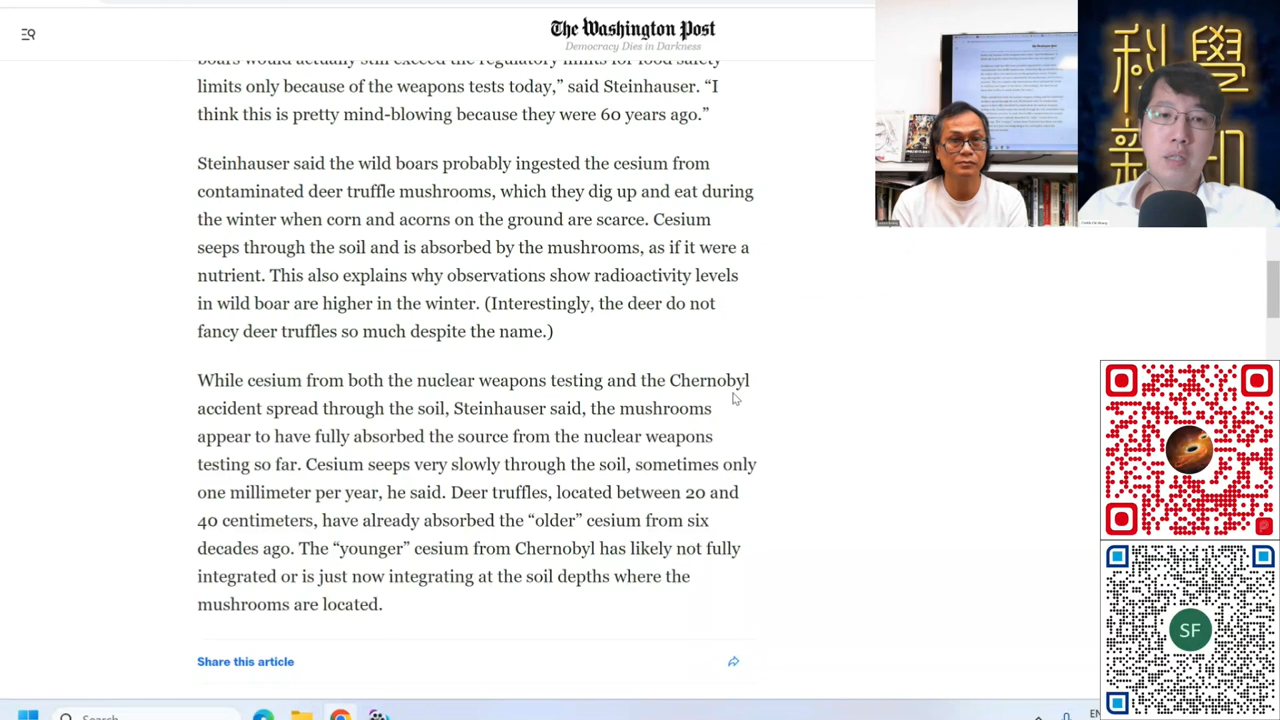 The Washington Post
Democracy Dies in Darkness
limits only
the weapons tests today," said Steinhauser. "I
think this is
mind-blowing because they were 60 years ago."
Steinhauser said the wild boars probably ingested the cesium from
contaminated deer truffle mushrooms, which they dig up and eat during
the winter when corn and acorns on the ground are scarce. Cesium
seeps through the soil and is absorbed by the mushrooms, as if it were a
nutrient. This also explains why observations show radioactivity levels
in wild boar are higher in the winter. (Interestingly, the deer do not
fancy deer truffles so much despite the name.)
While cesium from both the nuclear weapons testing and the Chernobyl
accident spread through the soil, Steinhauser said, the mushrooms
appear to have fully absorbed the source from the nuclear weapons
testing so far. Cesium seeps very slowly through the soil, sometimes only
one millimeter per year, he said. Deer truffles, located between 20 and
40 centimeters, have already absorbed the "older" cesium from six
decades ago. The "younger" cesium from Chernobyl has likely not fully
integrated or is just now integrating at the soil depths where the
mushrooms are located.
Share this article
科學
新知
SF
Search